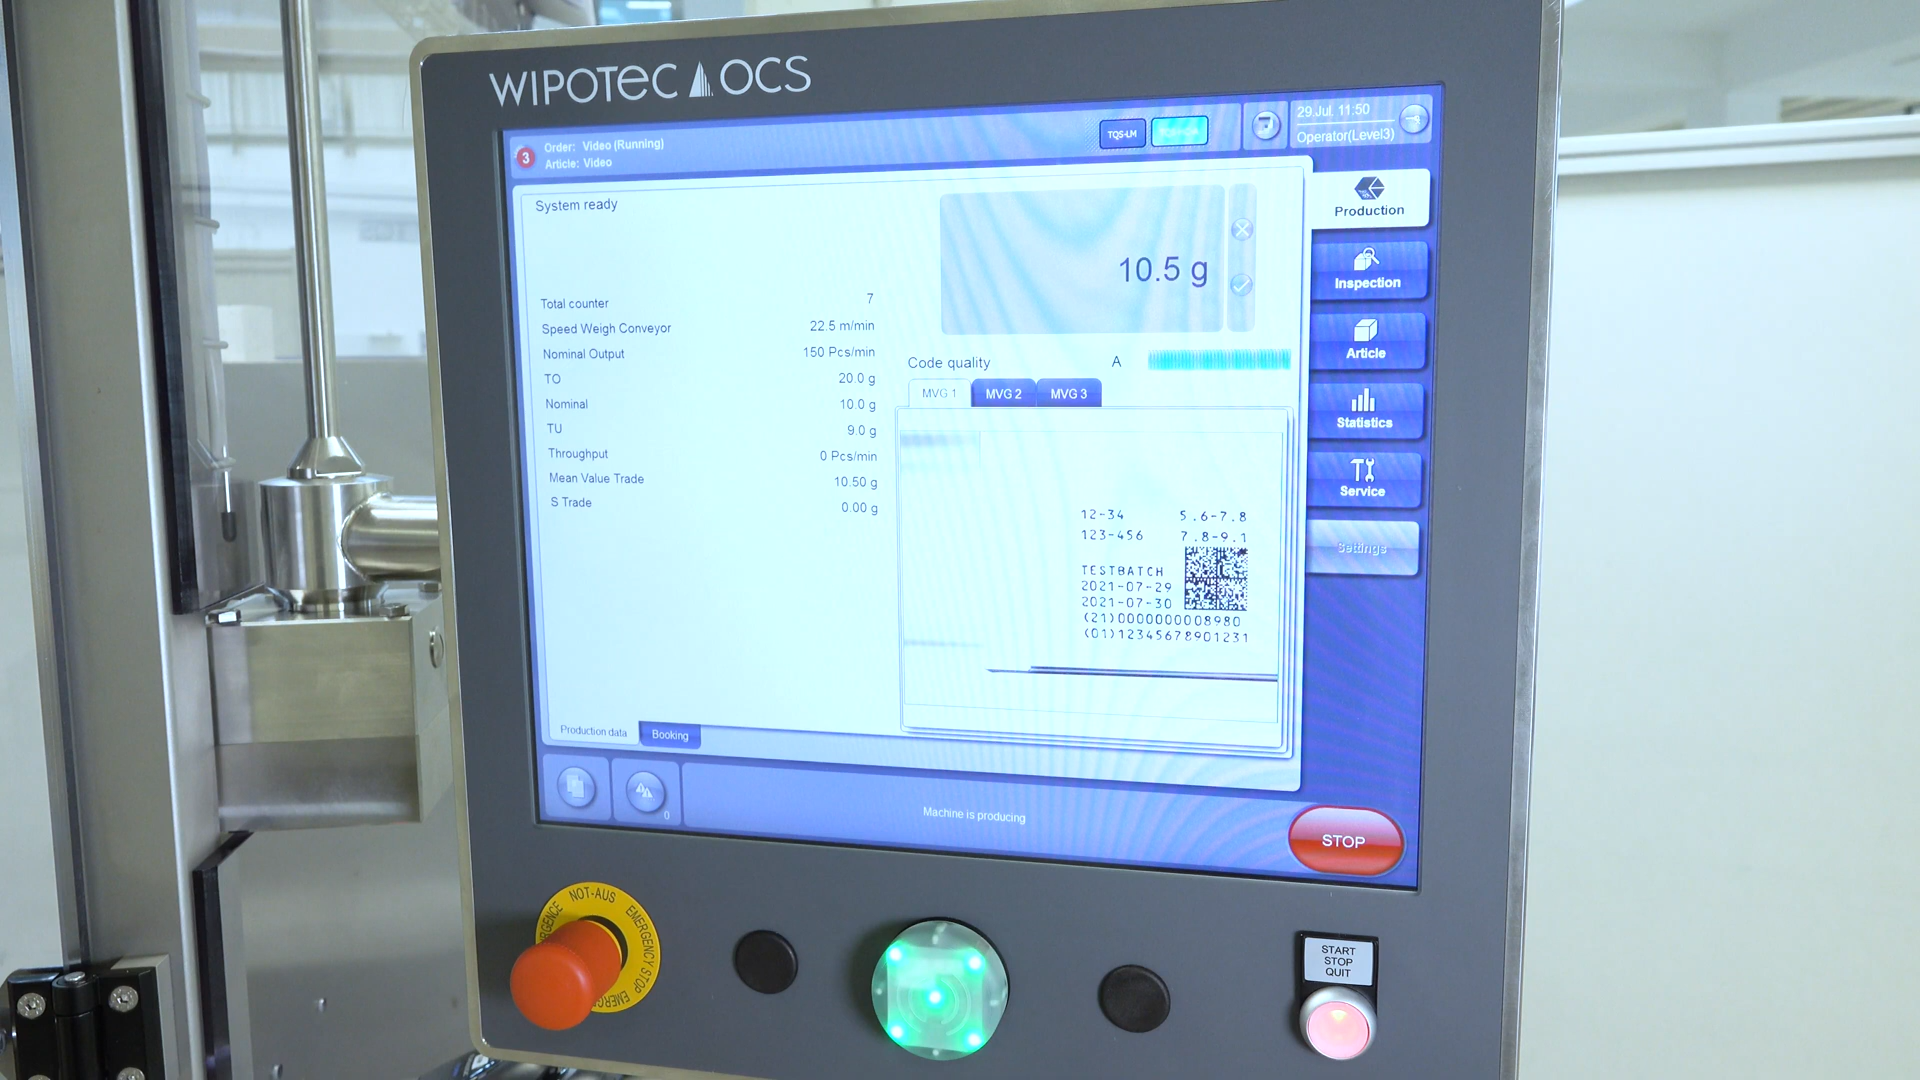 WIPOTEC OCS
3
Order: Video (Running)
Article: Video
TQS-LM
29.Jul. 11:50
Operator(Level3)
System ready
10.5 g
Total counter 7
Speed Weigh Conveyor 22.5 m/min
Nominal Output 150 Pcs/min
TO 20.0 g
Nominal 10.0 g
TU 9.0 g
Throughput 0 Pcs/min
Mean Value Trade 10.50 g
S Trade 0.00 g
Code quality A
MVG 1 MVG 2 MVG 3
12-34 5.6-7.8
123-456 7.8-9.1
TESTBATCH
2021-07-29
2021-07-30
(21)0000000008980
(01)12345678901231
Production data Booking
Production
Inspection
Article
Statistics
Service
Settings
0
Machine is producing
STOP
NOT-AUS
EMERGENCY STOP
START
STOP
QUIT